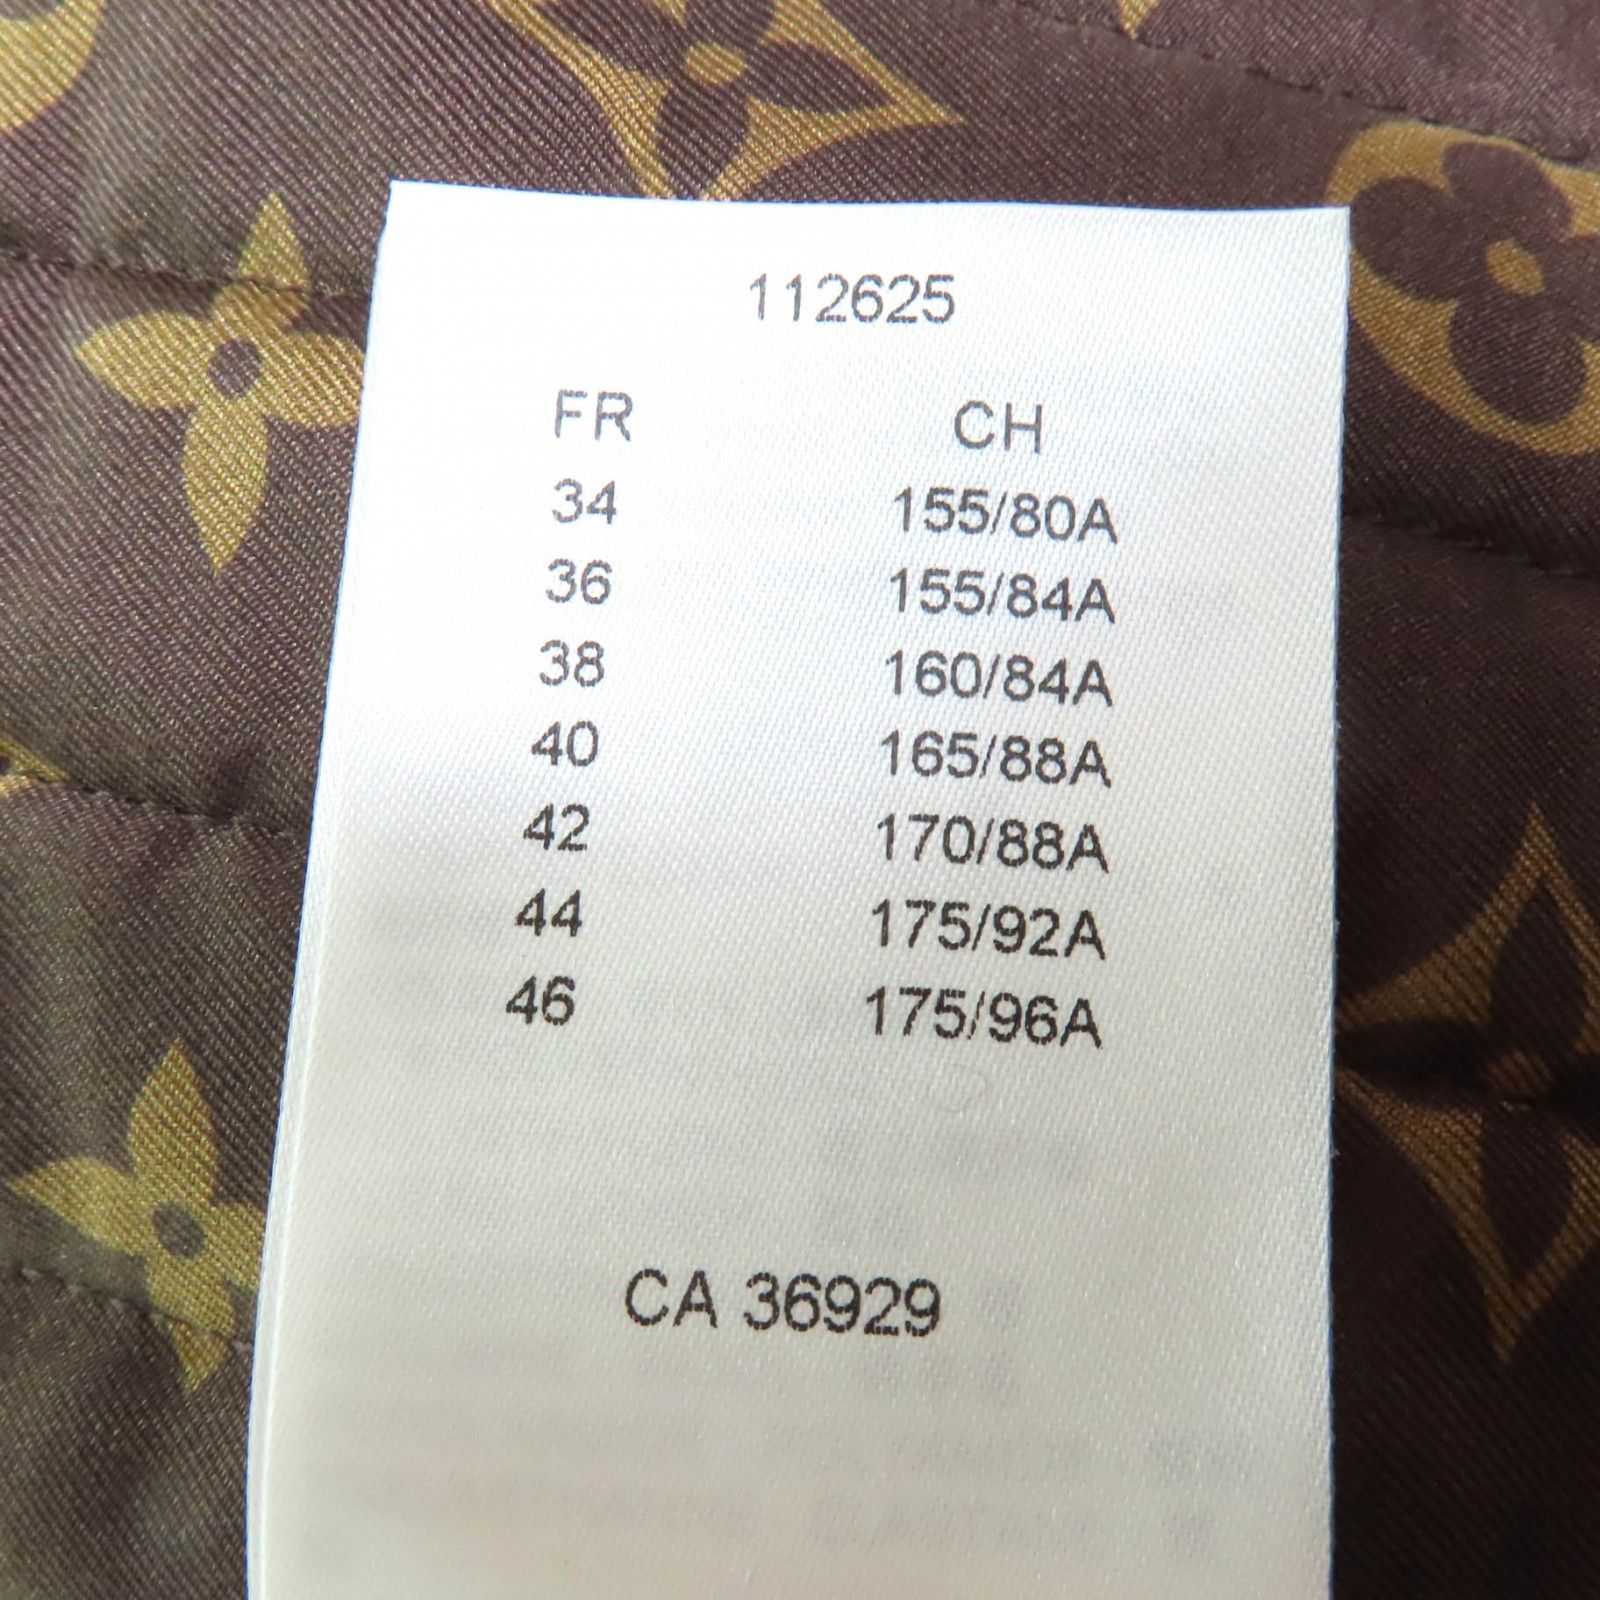 112625
FR CH
34 155/80A
36 155/84A
38 160/84A
40 165/88A
42 170/88A
44 175/92A
46 175/96A
CA 36929